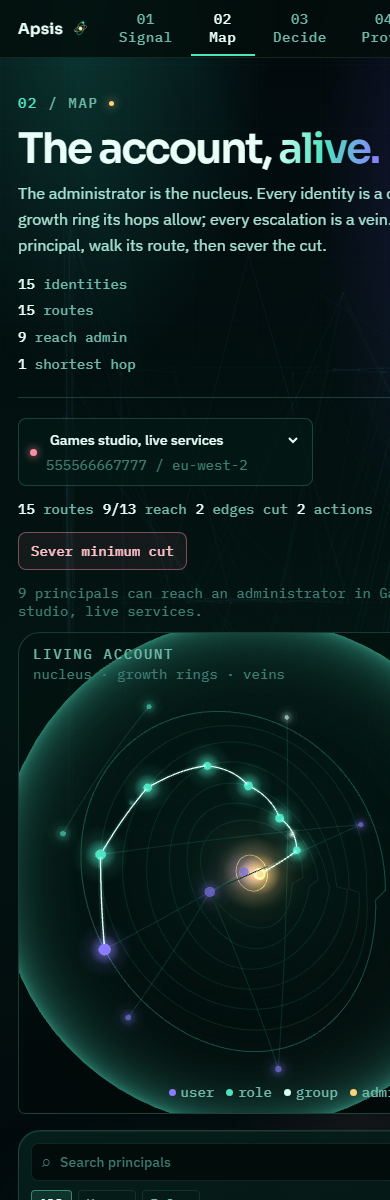 Apsis
01
Signal
02
Map
03
Decide
04
02 / MAP
The account, alive.
The administrator is the nucleus. Every identity is a
growth ring its hops allow; every escalation is a vein.
principal, walk its route, then sever the cut.
15 identities
15 routes
9 reach admin
1 shortest hop
Games studio, live services
555566667777 / eu-west-2
15 routes 9/13 reach 2 edges cut 2 actions
Sever minimum cut
9 principals can reach an administrator in
studio, live services.
LIVING ACCOUNT
nucleus · growth rings · veins
user
role
group
Search principals